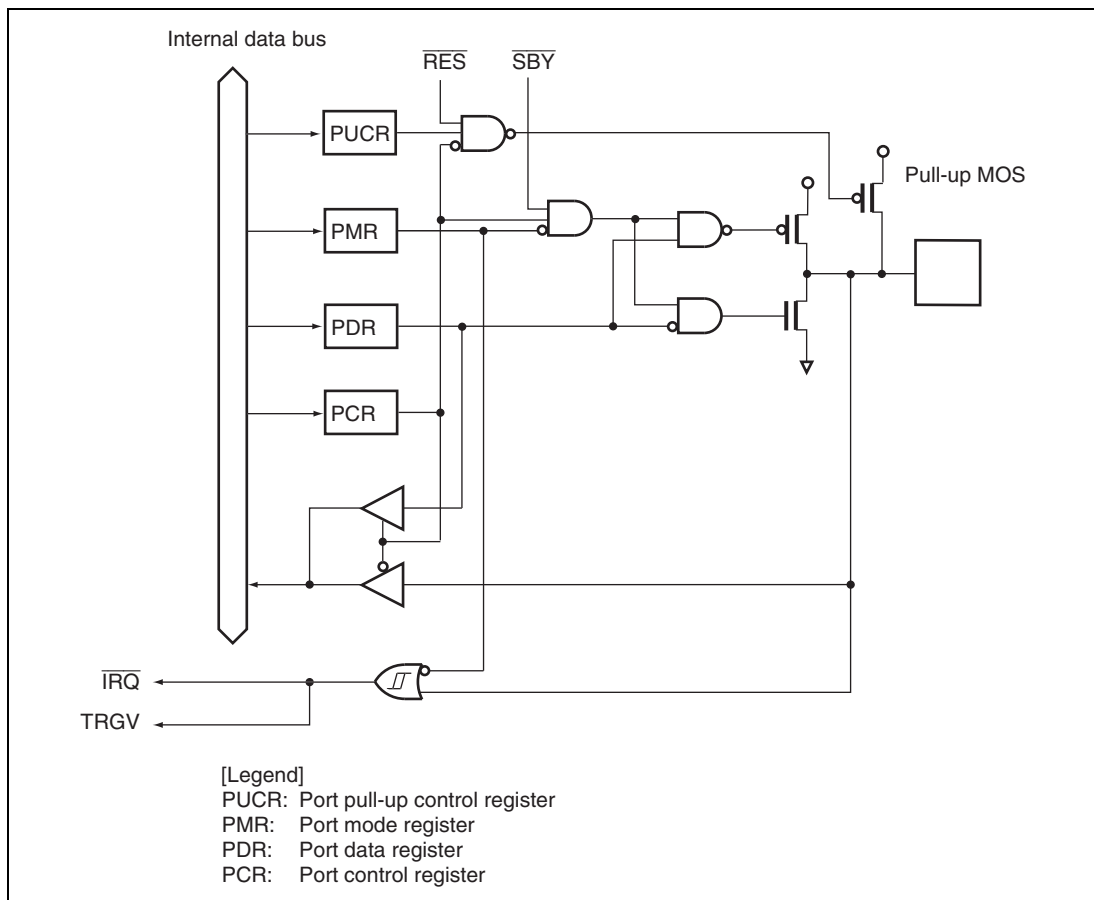 Internal data bus
RES
SBY
PUCR
Pull-up MOS
PMR
PDR
PCR
IRQ
TRGV
[Legend]
PUCR: Port pull-up control register
PMR: Port mode register
PDR: Port data register
PCR: Port control register